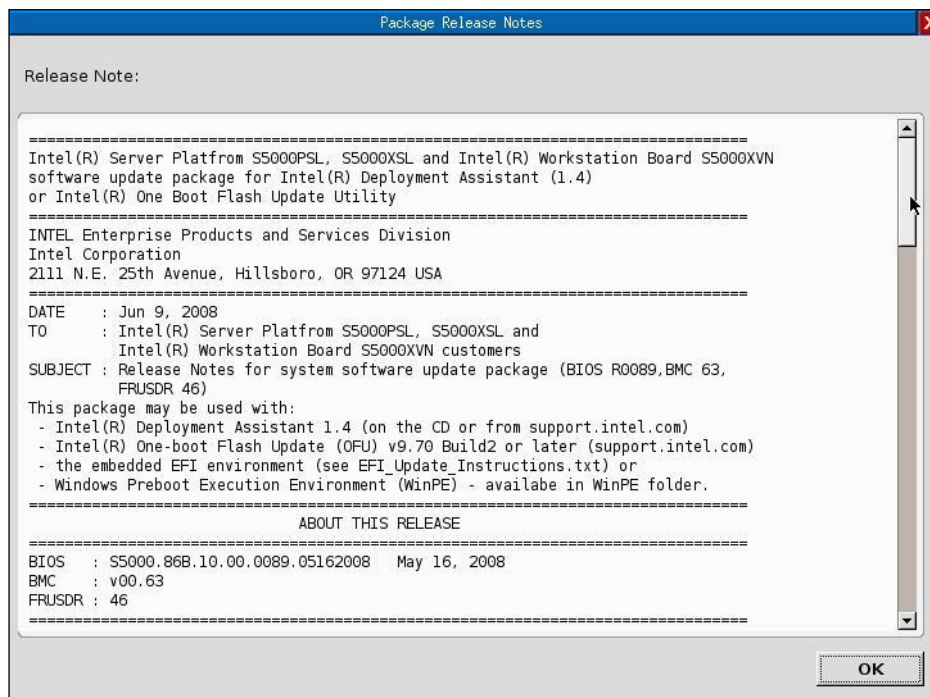 Package Release Notes
Release Note:
================================================================================
Intel(R) Server Platfrom S5000PSL, S5000XSL and Intel(R) Workstation Board S5000XVN
software update package for Intel(R) Deployment Assistant (1.4)
or Intel(R) One Boot Flash Update Utility
================================================================================
INTEL Enterprise Products and Services Division
Intel Corporation
2111 N.E. 25th Avenue, Hillsboro, OR 97124 USA
================================================================================
DATE    : Jun 9, 2008
TO      : Intel(R) Server Platfrom S5000PSL, S5000XSL and
          Intel(R) Workstation Board S5000XVN customers
SUBJECT : Release Notes for system software update package (BIOS R0089,BMC 63,
          FRUSDR 46)
This package may be used with:
 - Intel(R) Deployment Assistant 1.4 (on the CD or from support.intel.com)
 - Intel(R) One-boot Flash Update (OFU) v9.70 Build2 or later (support.intel.com)
 - the embedded EFI environment (see EFI_Update_Instructions.txt) or
 - Windows Preboot Execution Environment (WinPE) - availabe in WinPE folder.
================================================================================
ABOUT THIS RELEASE
================================================================================
BIOS   : S5000.86B.10.00.0089.05162008   May 16, 2008
BMC    : v00.63
FRUSDR : 46
================================================================================
OK